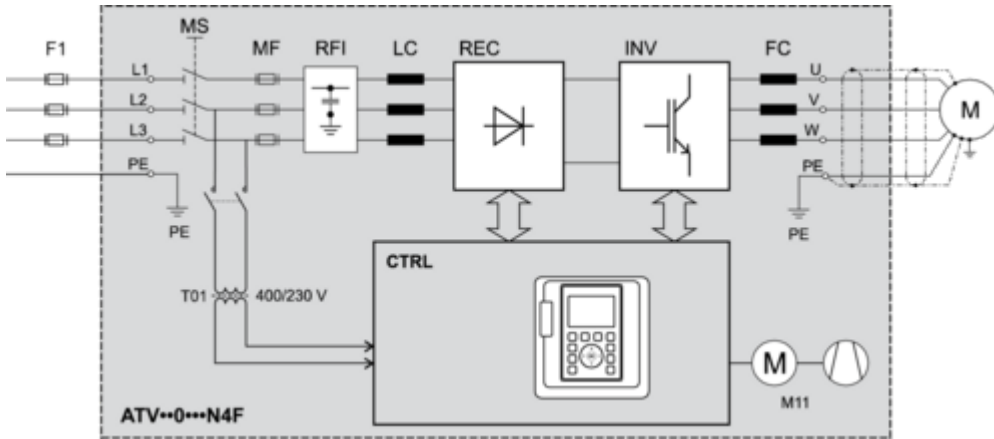 MS
F1
MF
RFI
LC
REC
INV
FC
L1
L2
L3
PE
PE
U
V
W
PE
PE
M
CTRL
T01
400/230 V
M
M11
ATV••0•••N4F